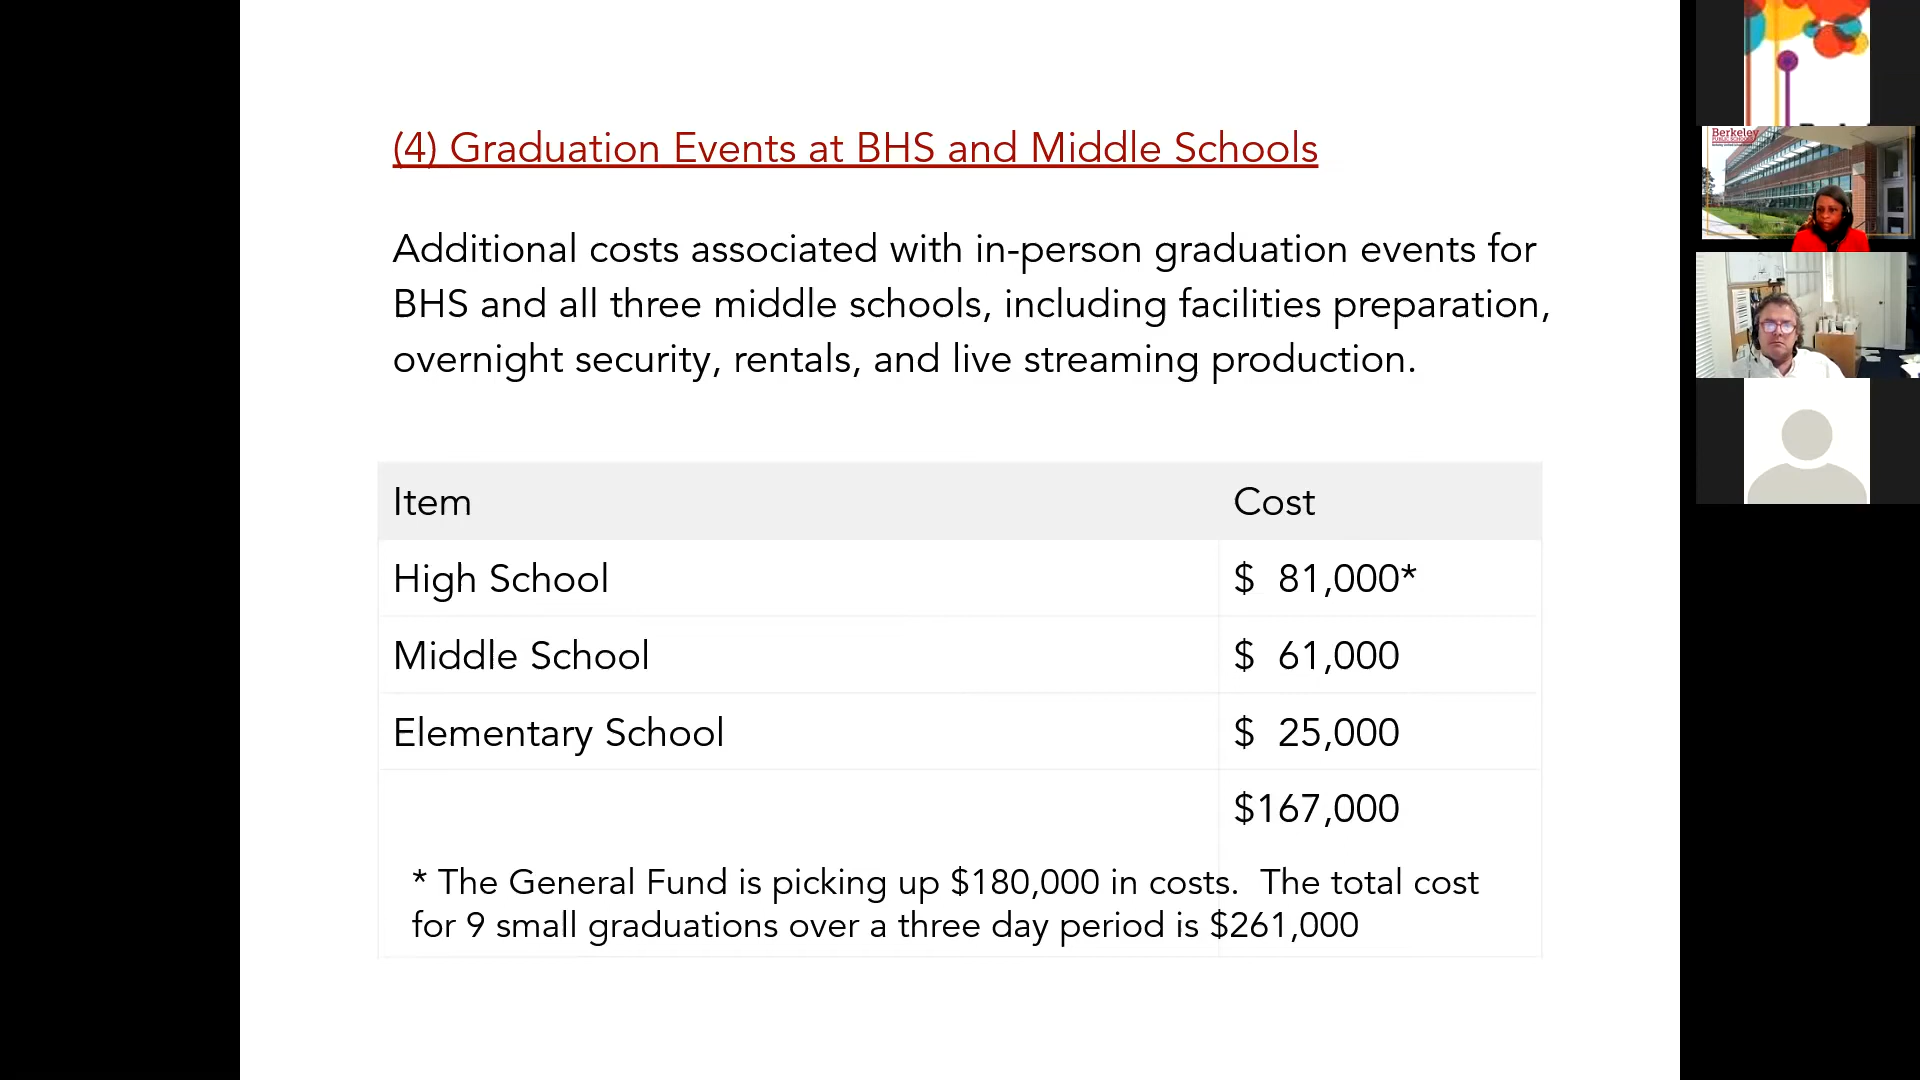 (4) Graduation Events at BHS and Middle Schools
Additional costs associated with in-person graduation events for
BHS and all three middle schools, including facilities preparation,
overnight security, rentals, and live streaming production.
Item Cost
High School $ 81,000*
Middle School $ 61,000
Elementary School $ 25,000
$167,000
* The General Fund is picking up $180,000 in costs. The total cost
for 9 small graduations over a three day period is $261,000
Berkeley